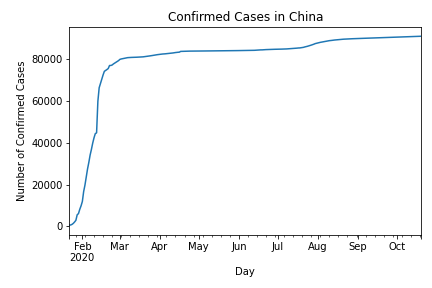 Confirmed Cases in China
Number of Confirmed Cases
80000
60000
40000
20000
0
Feb Mar Apr May Jun Jul Aug Sep Oct
2020
Day